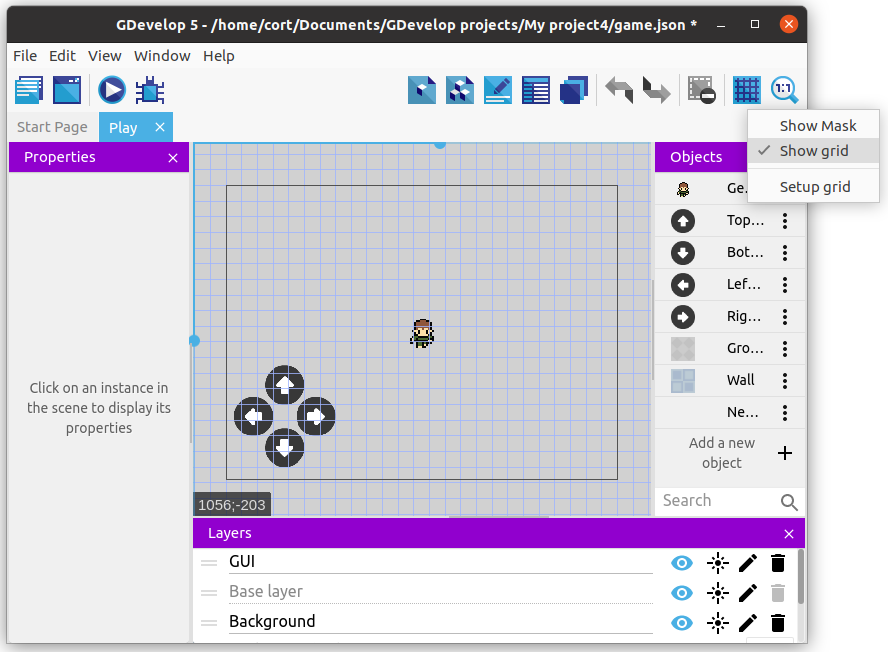 GDevelop 5 - /home/cort/Documents/GDevelop projects/My project4/game.json *
File Edit View Window Help
1:1
Start Page
Play
Show Mask
Show grid
Setup grid
Properties
Objects
Click on an instance in
the scene to display its
properties
Ge...
Top...
Bot...
Lef...
Rig...
Gro...
Wall
Ne...
Add a new
object
Search
1056;-203
Layers
GUI
Base layer
Background